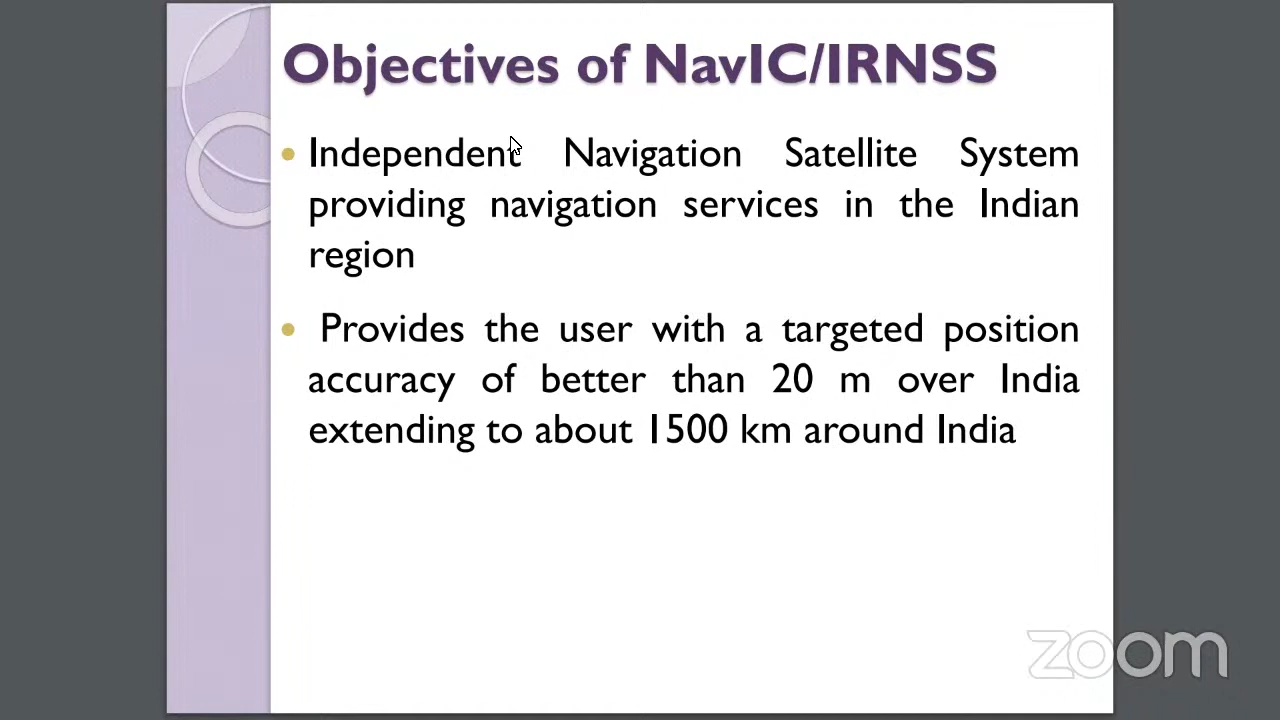 Objectives of NavIC/IRNSS
• Independent Navigation Satellite System
providing navigation services in the Indian
region
• Provides the user with a targeted position
accuracy of better than 20 m over India
extending to about 1500 km around India
zoom